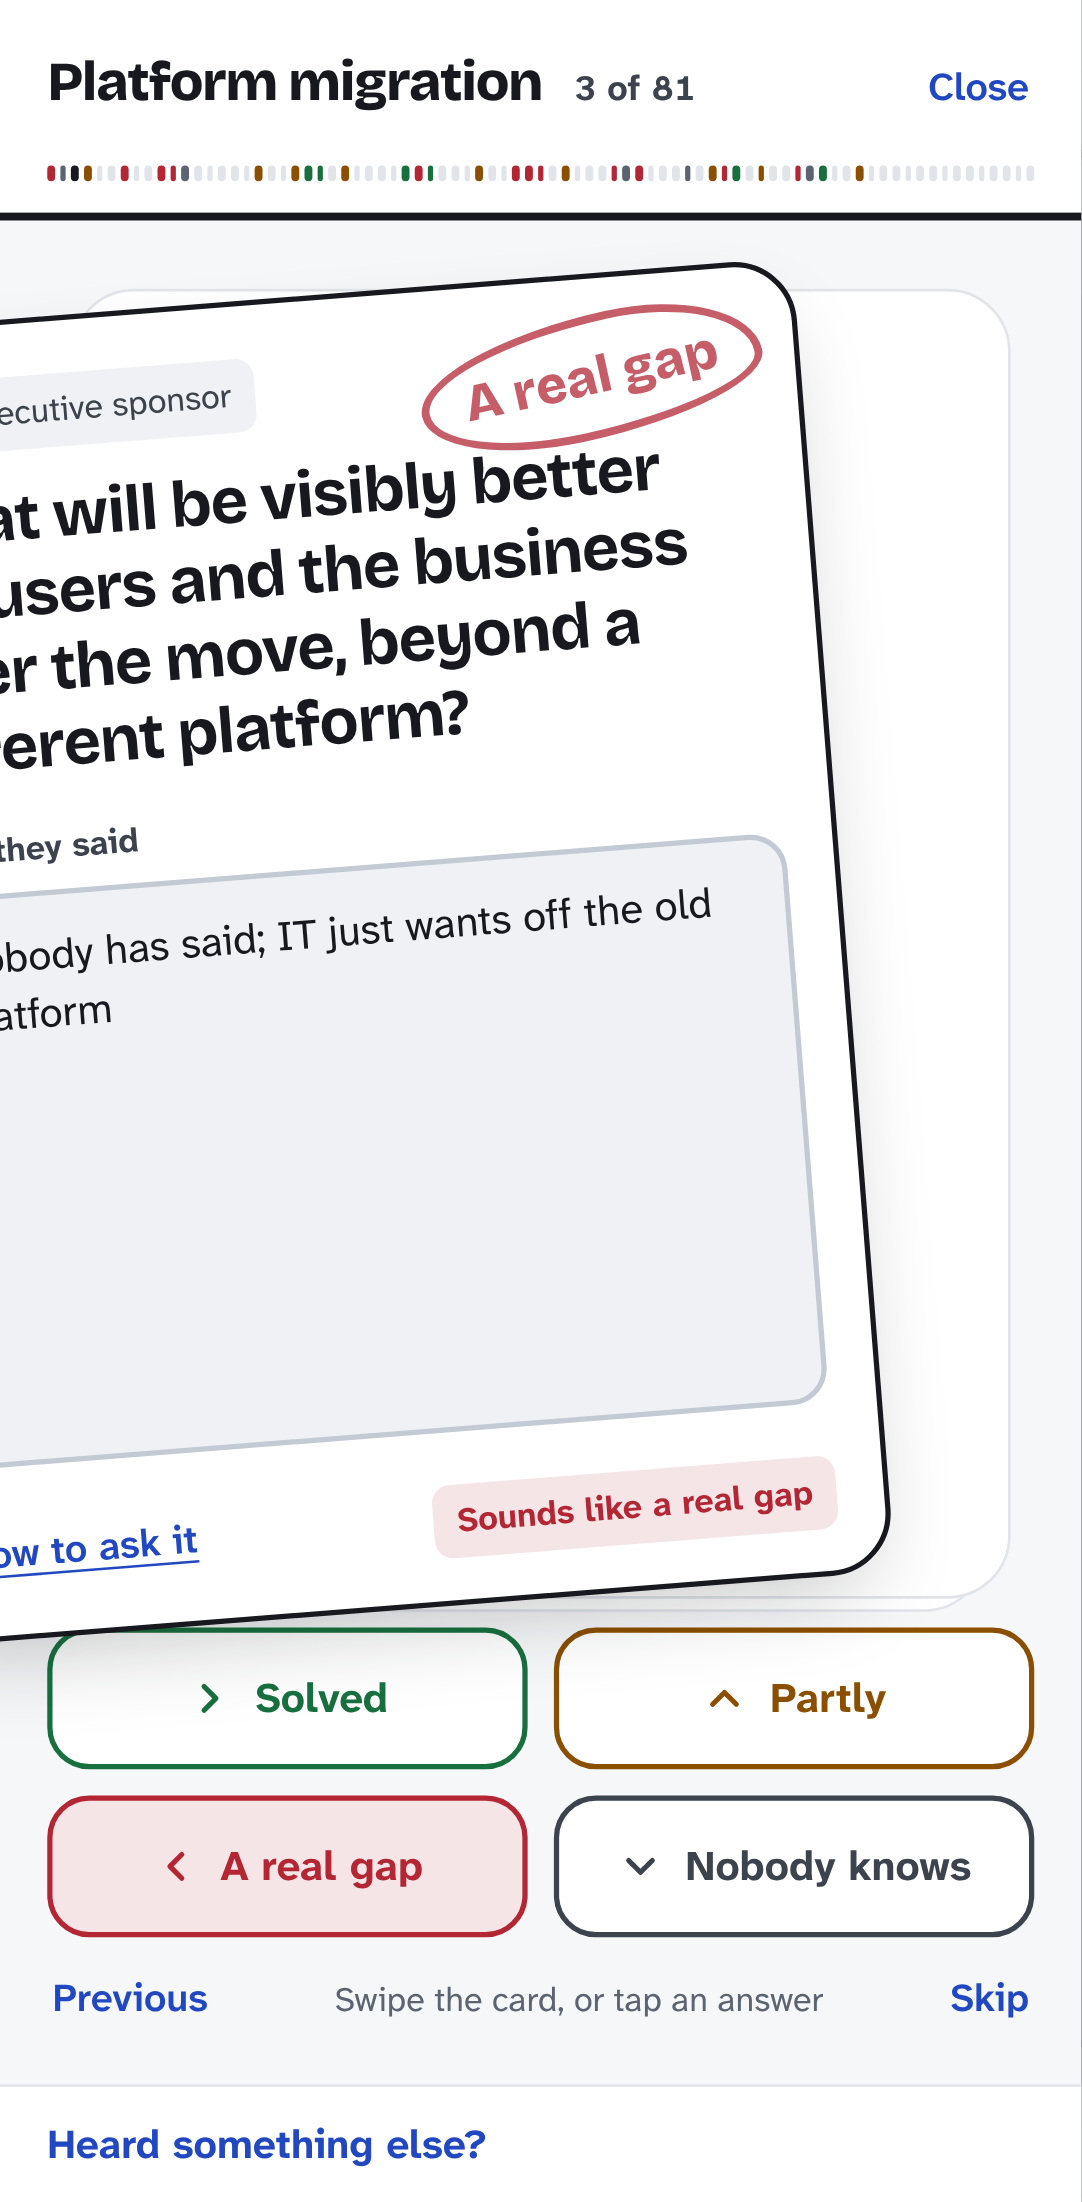 Platform migration 3 of 81 Close
ecutive sponsor
A real gap
at will be visibly better
users and the business
er the move, beyond a
erent platform?
they said
obody has said; IT just wants off the old
atform
ow to ask it
Sounds like a real gap
Solved
Partly
A real gap
Nobody knows
Previous
Swipe the card, or tap an answer
Skip
Heard something else?